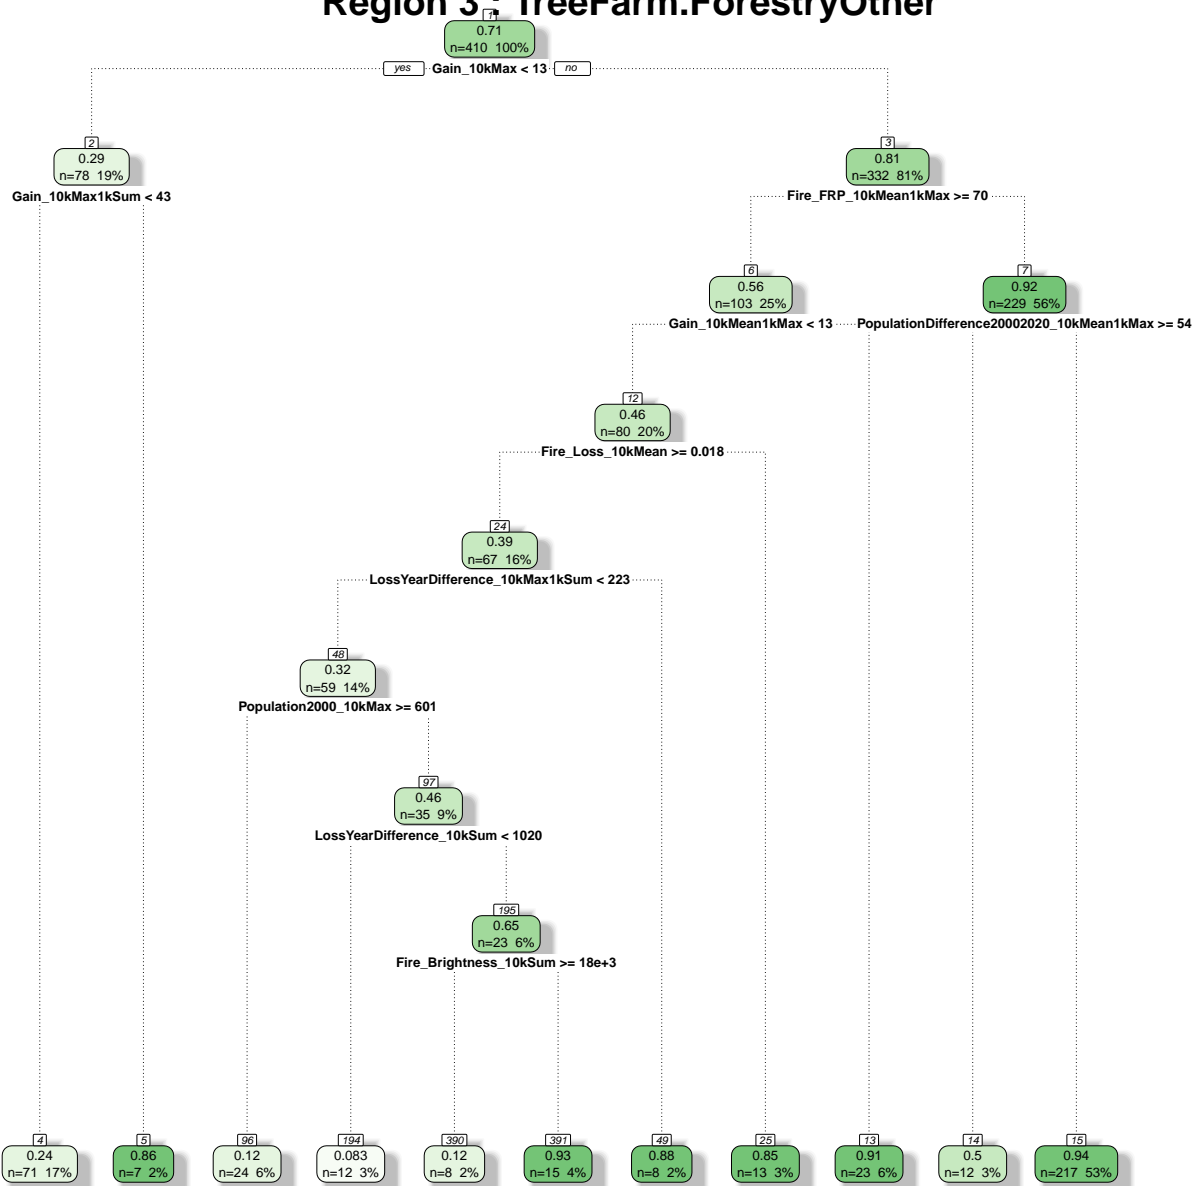 Region 3 : TreeFarm.ForestryOther
1
0.71
n=410 100%
yes Gain_10kMax < 13 no
2
0.29
n=78 19%
Gain_10kMax1kSum < 43
3
0.81
n=332 81%
Fire_FRP_10kMean1kMax >= 70
6
0.56
n=103 25%
Gain_10kMean1kMax < 13
7
0.92
n=229 56%
PopulationDifference20002020_10kMean1kMax >= 54
12
0.46
n=80 20%
Fire_Loss_10kMean >= 0.018
24
0.39
n=67 16%
LossYearDifference_10kMax1kSum < 223
48
0.32
n=59 14%
Population2000_10kMax >= 601
97
0.46
n=35 9%
LossYearDifference_10kSum < 1020
195
0.65
n=23 6%
Fire_Brightness_10kSum >= 18e+3
4
0.24
n=71 17%
5
0.86
n=7 2%
96
0.12
n=24 6%
194
0.083
n=12 3%
390
0.12
n=8 2%
391
0.93
n=15 4%
49
0.88
n=8 2%
25
0.85
n=13 3%
13
0.91
n=23 6%
14
0.5
n=12 3%
15
0.94
n=217 53%